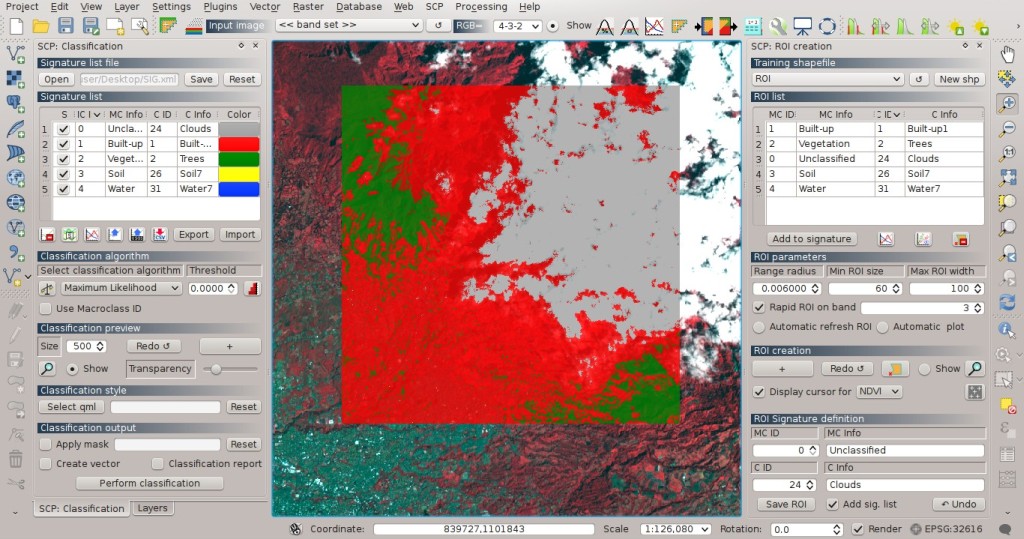 Project Edit View Layer Settings Plugins Vector Raster Database Web SCP Processing Help
Input image << band set >> RGB= 4-3-2 Show
SCP: Classification
Signature list file
Open ser/Desktop/SIG.xml Save Reset
Signature list
S MC Info C ID C Info Color
1 0 Uncla... 24 Clouds
2 1 Built-up 1 Built-...
3 2 Veget... 2 Trees
4 3 Soil 26 Soil7
5 4 Water 31 Water7
Export Import
Classification algorithm
Select classification algorithm Threshold
Maximum Likelihood 0.0000
Use Macroclass ID
Classification preview
Size 500 Redo ↺ +
Show Transparency
Classification style
Select qml Reset
Classification output
Apply mask Reset
Create vector Classification report
Perform classification
SCP: Classification Layers
SCP: ROI creation
Training shapefile
ROI New shp
ROI list
MC ID MC Info C Info
1 1 Built-up 1 Built-up1
2 2 Vegetation 2 Trees
3 0 Unclassified 24 Clouds
4 3 Soil 26 Soil7
5 4 Water 31 Water7
Add to signature
ROI parameters
Range radius Min ROI size Max ROI width
0.006000 60 100
Rapid ROI on band 3
Automatic refresh ROI Automatic plot
ROI creation
+ Redo ↺ Show
Display cursor for NDVI
ROI Signature definition
MC ID MC Info
0 Unclassified
C ID C Info
24 Clouds
Save ROI Add sig. list Undo
Coordinate: 839727,1101843 Scale 1:126,080 Rotation: 0.0 Render EPSG:32616